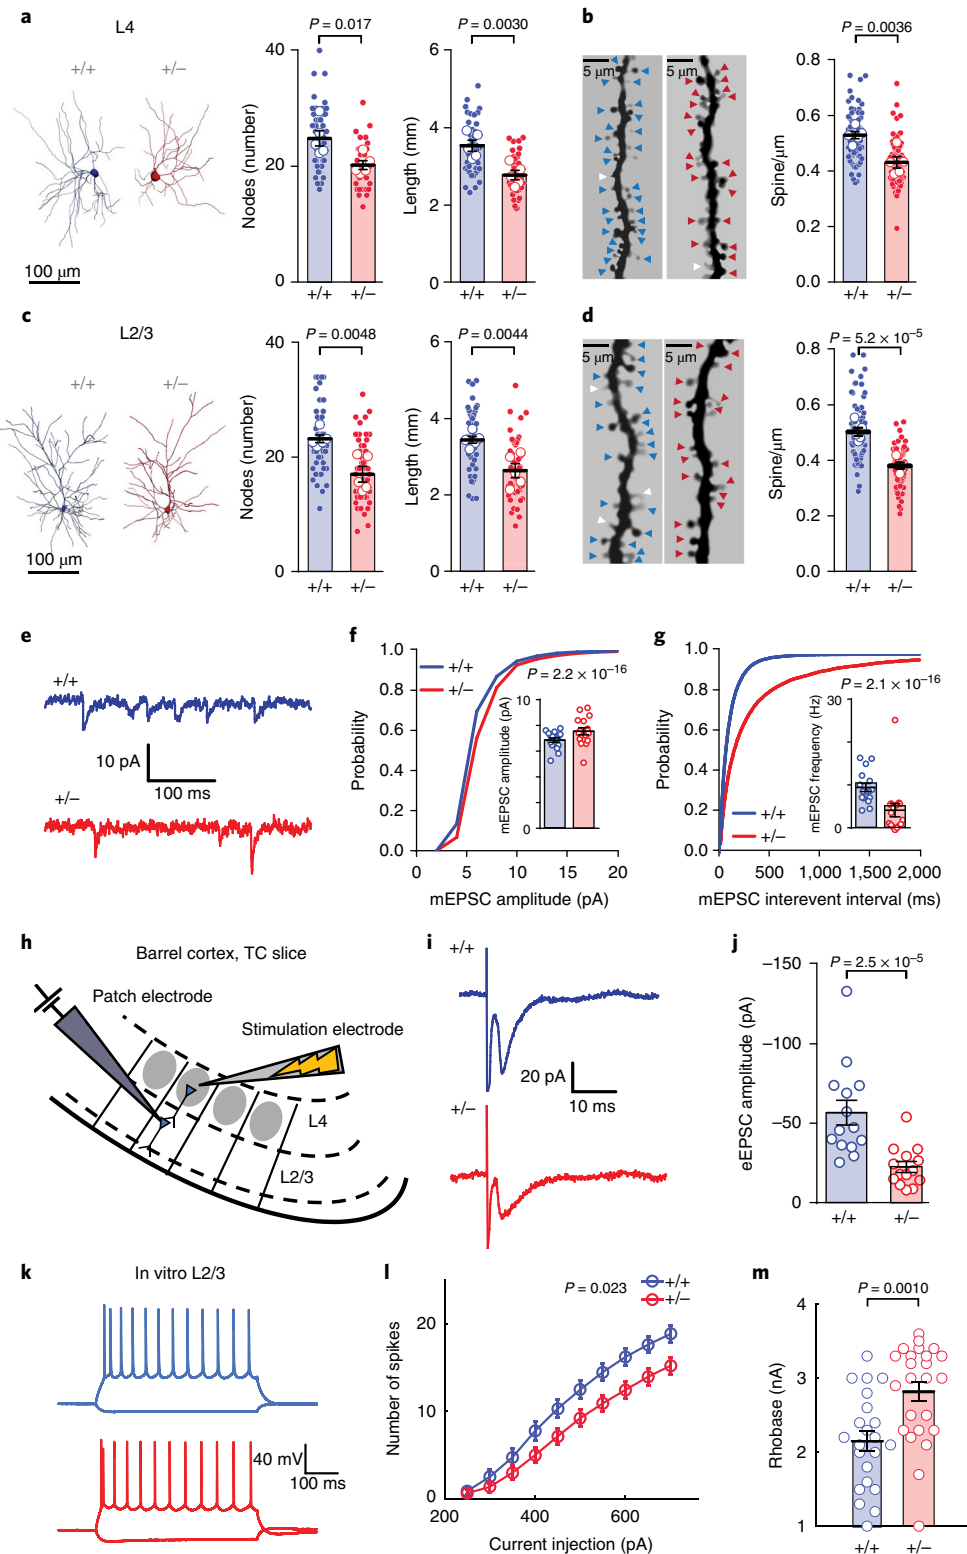 a
L4
+/+
+/−
100 µm
P = 0.017
40
20
0
Nodes (number)
+/+
+/−
P = 0.0030
6
4
2
0
Length (mm)
+/+
+/−
b
5 µm
5 µm
P = 0.0036
0.8
0.6
0.4
0.2
0.0
Spine/µm
+/+
+/−
c
L2/3
+/+
+/−
100 µm
P = 0.0048
40
20
0
Nodes (number)
+/+
+/−
P = 0.0044
6
4
2
0
Length (mm)
+/+
+/−
d
5 µm
5 µm
P = 5.2 × 10⁻⁵
0.8
0.6
0.4
0.2
0
Spine/µm
+/+
+/−
e
+/+
10 pA
100 ms
+/−
f
1.0
0.8
0.6
0.4
0.2
0.0
Probability
+/+
+/−
P = 2.2 × 10⁻¹⁶
10
0
mEPSC amplitude (pA)
0
5
10
15
20
mEPSC amplitude (pA)
g
1.0
0.8
0.6
0.4
0.2
0.0
Probability
P = 2.1 × 10⁻¹⁶
30
0
mEPSC frequency (Hz)
+/+
+/−
0
500
1,000
1,500
2,000
mEPSC interevent interval (ms)
h
Barrel cortex, TC slice
Patch electrode
Stimulation electrode
L4
L2/3
i
+/+
20 pA
10 ms
+/−
j
P = 2.5 × 10⁻⁵
−150
−100
−50
0
eEPSC amplitude (pA)
+/+
+/−
k
In vitro L2/3
40 mV
100 ms
l
P = 0.023
+/+
+/−
20
10
0
Number of spikes
200
400
600
Current injection (pA)
m
P = 0.0010
4
3
2
1
Rhobase (nA)
+/+
+/−